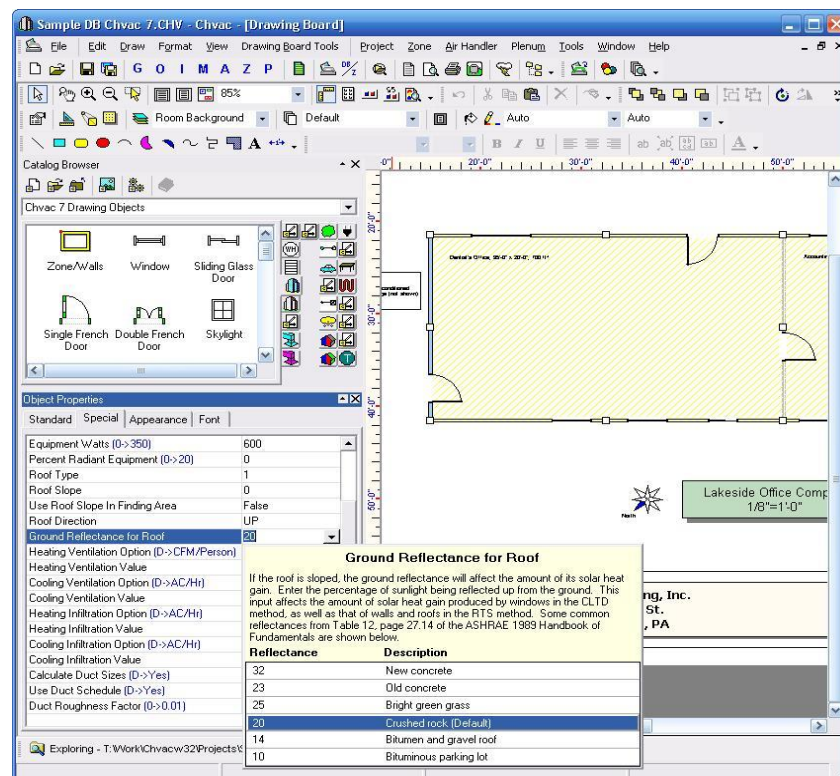 Sample DB Chvac 7.CHV - Chvac - [Drawing Board]
File Edit Draw Format View Drawing Board Tools Project Zone Air Handler Plenum Tools Window Help
G O I M A Z P
85%
Room Background Default Auto Auto
B I U A
Catalog Browser
Chvac 7 Drawing Objects
Zone/Walls Window Sliding Glass
Door
Single French Double French Skylight
Door Door
Object Properties
Standard Special Appearance Font
Equipment Watts (0->350) 600
Percent Radiant Equipment (0->20) 0
Roof Type 1
Roof Slope 0
Use Roof Slope In Finding Area False
Roof Direction UP
Ground Reflectance for Roof 20
Heating Ventilation Option (D->CFM/Person)
Heating Ventilation Value
Cooling Ventilation Option (D->AC/Hr)
Cooling Ventilation Value
Heating Infiltration Option (D->AC/Hr)
Heating Infiltration Value
Cooling Infiltration Option (D->AC/Hr)
Cooling Infiltration Value
Calculate Duct Sizes (D->Yes)
Use Duct Schedule (D->Yes)
Duct Roughness Factor (0->0.01)
0" 20'-0" 30'-0" 40'-0" 50'-0"
20'-0"
30'-0"
40'-0"
50'-0"
North
Lakeside Office Comp
1/8"=1'-0"
ng, Inc.
St.
, PA
Ground Reflectance for Roof
If the roof is sloped, the ground reflectance will affect the amount of its solar heat
gain. Enter the percentage of sunlight being reflected up from the ground. This
input affects the amount of solar heat gain produced by windows in the CLTD
method, as well as that of walls and roofs in the RTS method. Some common
reflectances from Table 12, page 27.14 of the ASHRAE 1989 Handbook of
Fundamentals are shown below.
Reflectance Description
32 New concrete
23 Old concrete
25 Bright green grass
20 Crushed rock (Default)
14 Bitumen and gravel roof
10 Bituminous parking lot
Exploring - T:\Work\Chvacw32\Projects\S